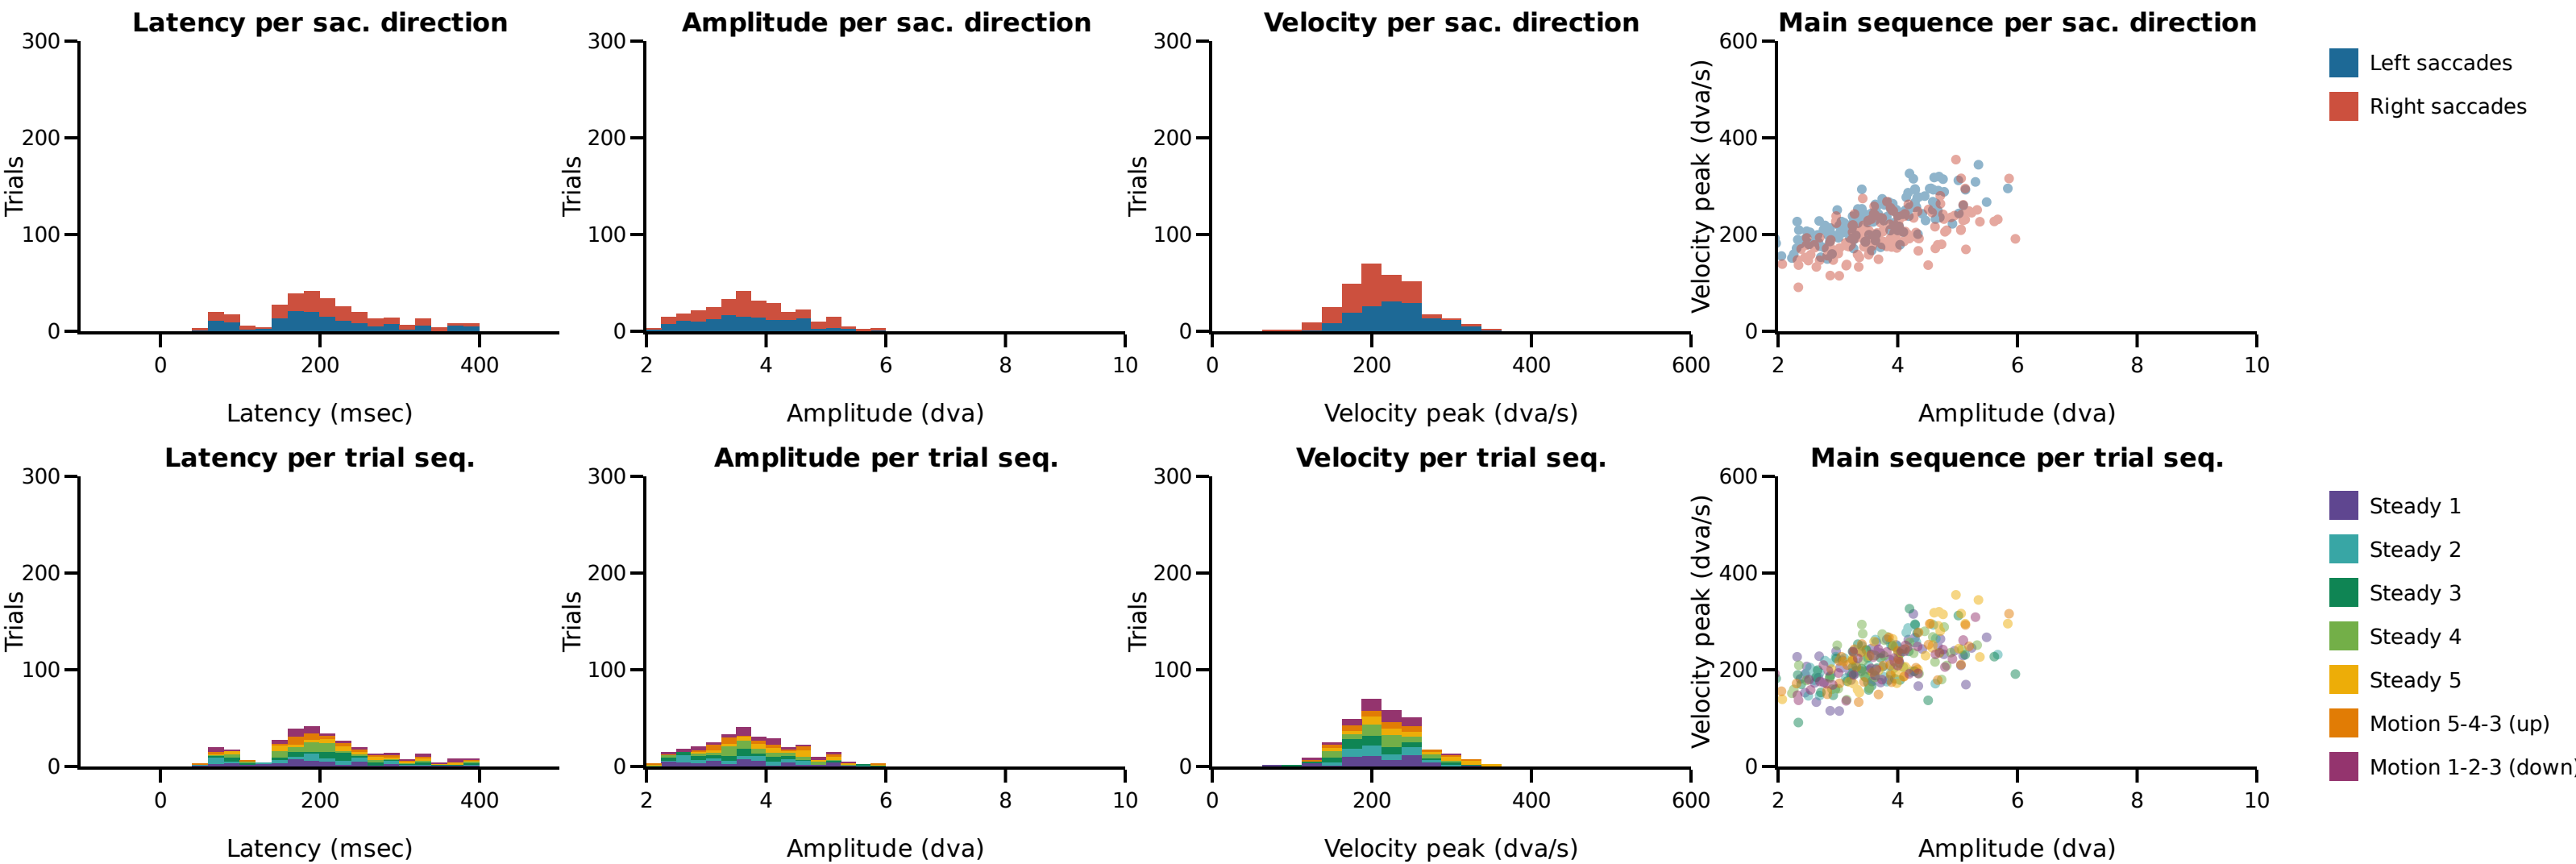 Latency per sac. direction
300
200
100
0
Trials
0 200 400
Latency (msec)
Amplitude per sac. direction
300
200
100
0
Trials
2 4 6 8 10
Amplitude (dva)
Velocity per sac. direction
300
200
100
0
Trials
0 200 400 600
Velocity peak (dva/s)
Main sequence per sac. direction
600
400
200
0
Velocity peak (dva/s)
2 4 6 8 10
Amplitude (dva)
Left saccades
Right saccades
Latency per trial seq.
300
200
100
0
Trials
0 200 400
Latency (msec)
Amplitude per trial seq.
300
200
100
0
Trials
2 4 6 8 10
Amplitude (dva)
Velocity per trial seq.
300
200
100
0
Trials
0 200 400 600
Velocity peak (dva/s)
Main sequence per trial seq.
600
400
200
0
Velocity peak (dva/s)
2 4 6 8 10
Amplitude (dva)
Steady 1
Steady 2
Steady 3
Steady 4
Steady 5
Motion 5-4-3 (up)
Motion 1-2-3 (down)